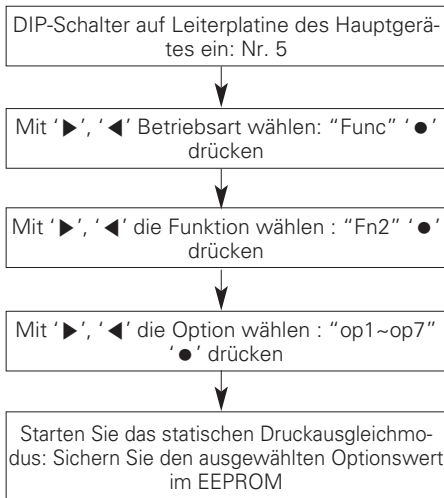 DIP-Schalter auf Leiterplatine des Hauptgerä-
tes ein: Nr. 5
Mit ‘▶’, ‘◀’ Betriebsart wählen: “Func” ‘●’
drücken
Mit ‘▶’, ‘◀’ die Funktion wählen : “Fn2” ‘●’
drücken
Mit ‘▶’, ‘◀’ die Option wählen : “op1~op7”
‘●’ drücken
Starten Sie das statischen Druckausgleichmo-
dus: Sichern Sie den ausgewählten Optionswert
im EEPROM